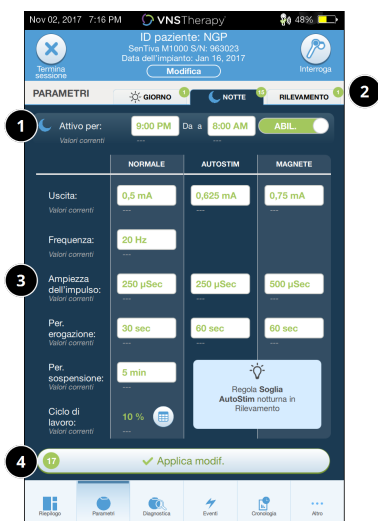 Nov 02, 2017 7:16 PM VNSTherapy® 48%
ID paziente: NGP
SenTiva M1000 S/N: 963023
Data dell'impianto: Jan 16, 2017
Termina sessione
Modifica
Interroga
PARAMETRI GIORNO 1 NOTTE 15 RILEVAMENTO 1
2
1
Attivo per: 9:00 PM Da a 8:00 AM ABIL.
Valori correnti --- ---
NORMALE AUTOSTIM MAGNETE
Uscita: 0,5 mA 0,625 mA 0,75 mA
Valori correnti --- --- ---
Frequenza: 20 Hz
Valori correnti ---
3
Ampiezza
dell'impulso: 250 µSec 250 µSec 500 µSec
Valori correnti --- --- ---
Per.
erogazione: 30 sec 60 sec 60 sec
Valori correnti --- --- ---
Per.
sospensione: 5 min
Valori correnti ---
Regola Soglia
AutoStim notturna in
Rilevamento
Ciclo di
lavoro: 10 %
Valori correnti ---
4
17 Applica modif.
Riepilogo Parametri Diagnostica Eventi Cronologia Altro